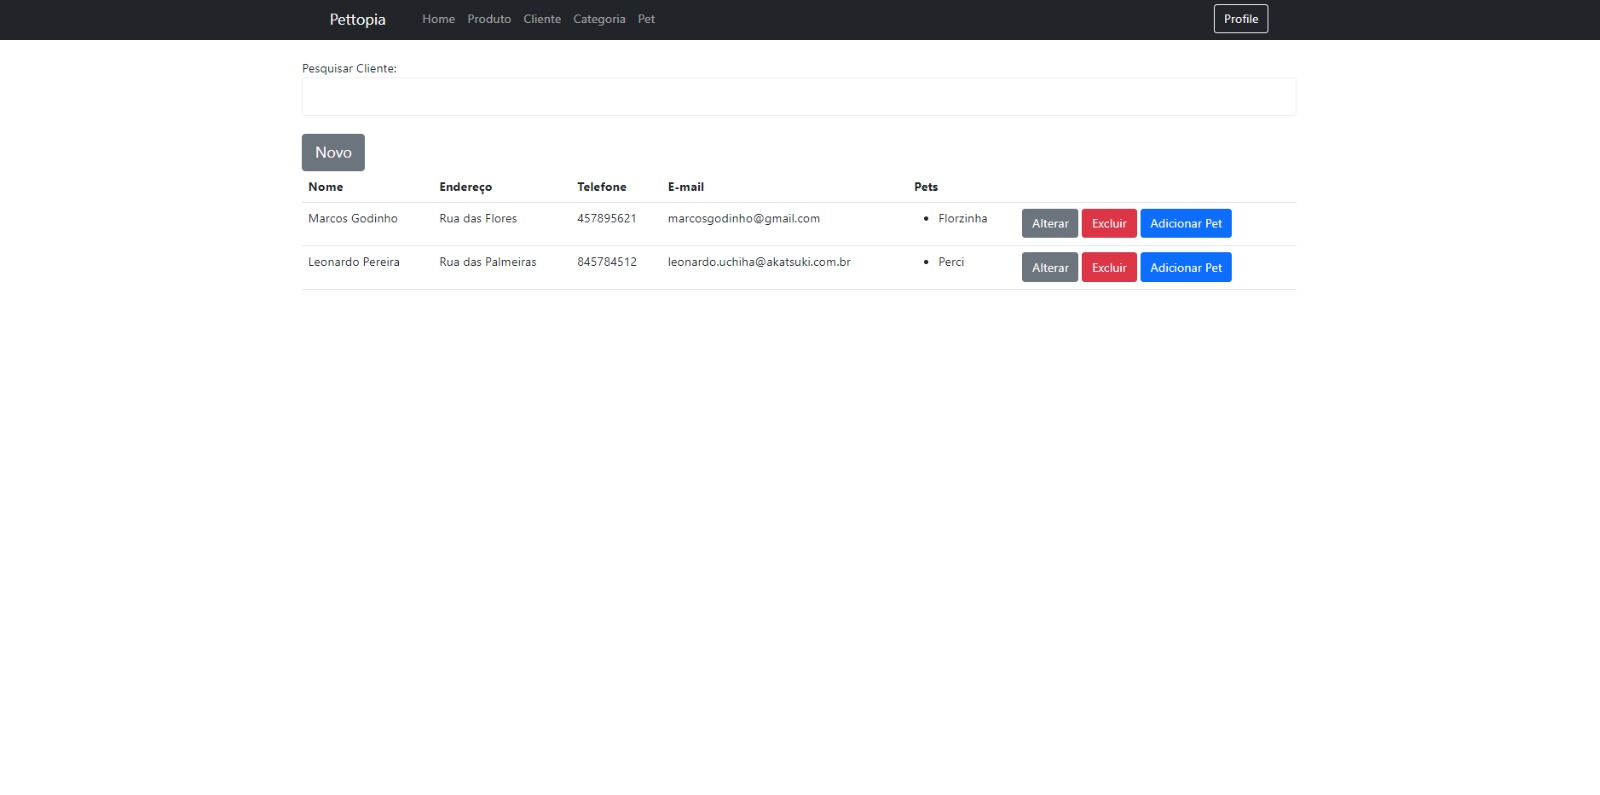 Pettopia Home Produto Cliente Categoria Pet Profile
Pesquisar Cliente:
Novo
Nome Endereço Telefone E-mail Pets
Marcos Godinho Rua das Flores 457895621 marcosgodinho@gmail.com • Florzinha Alterar Excluir Adicionar Pet
Leonardo Pereira Rua das Palmeiras 845784512 leonardo.uchiha@akatsuki.com.br • Perci Alterar Excluir Adicionar Pet